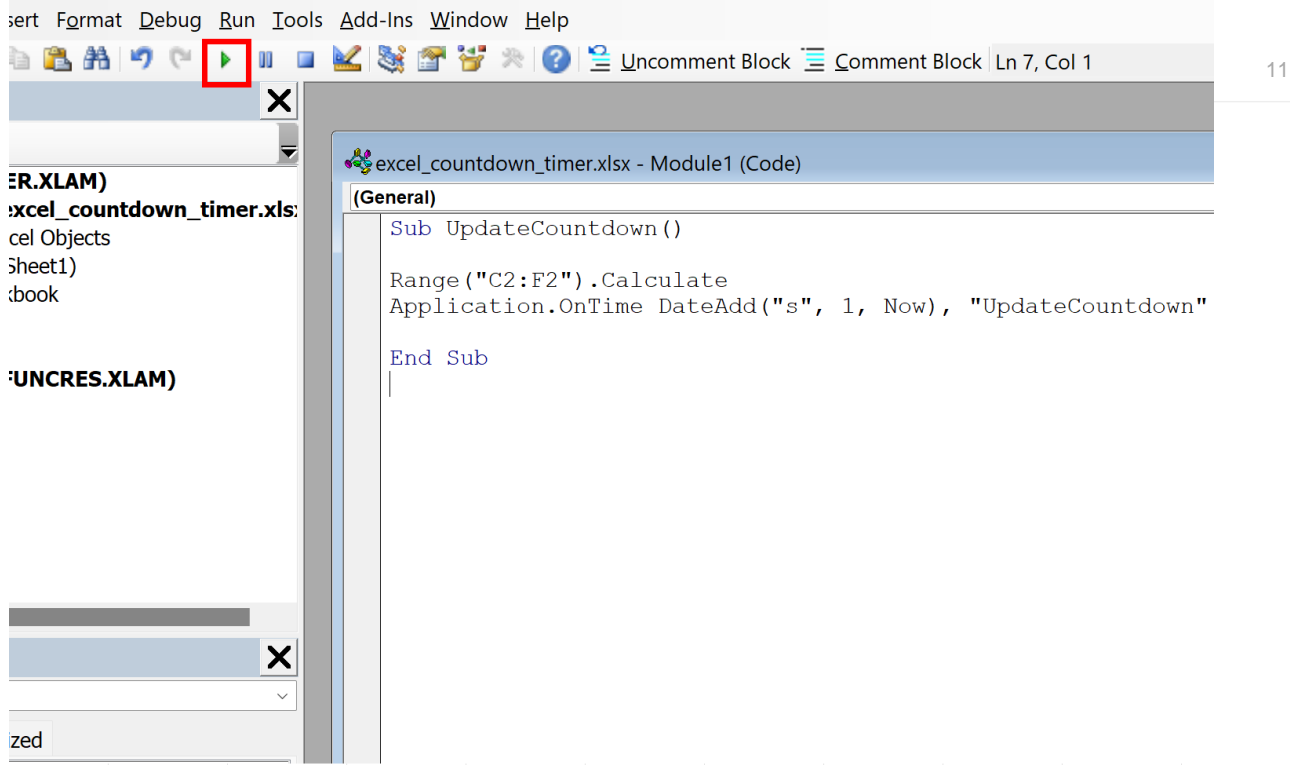 sert Format Debug Run Tools Add-Ins Window Help
Uncomment Block Comment Block Ln 7, Col 1
11
excel_countdown_timer.xlsx - Module1 (Code)
ER.XLAM)
(General)
excel_countdown_timer.xls
Sub UpdateCountdown()
cel Objects
Sheet1)
Range("C2:F2").Calculate
kbook
Application.OnTime DateAdd("s", 1, Now), "UpdateCountdown"
End Sub
FUNCRES.XLAM)
zed